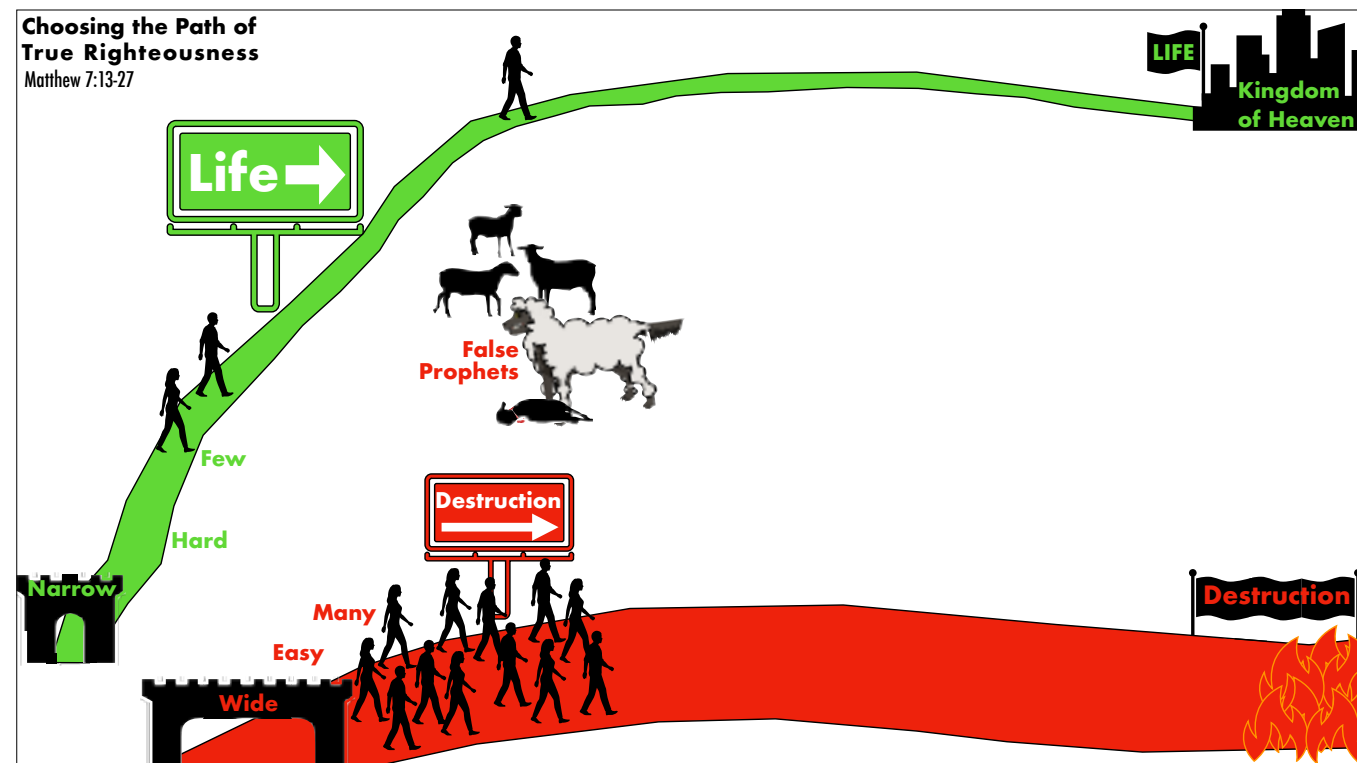 Choosing the Path of
True Righteousness
Matthew 7:13-27
LIFE
Kingdom
of Heaven
Life
False
Prophets
Few
Hard
Narrow
Destruction
Many
Easy
Wide
Destruction